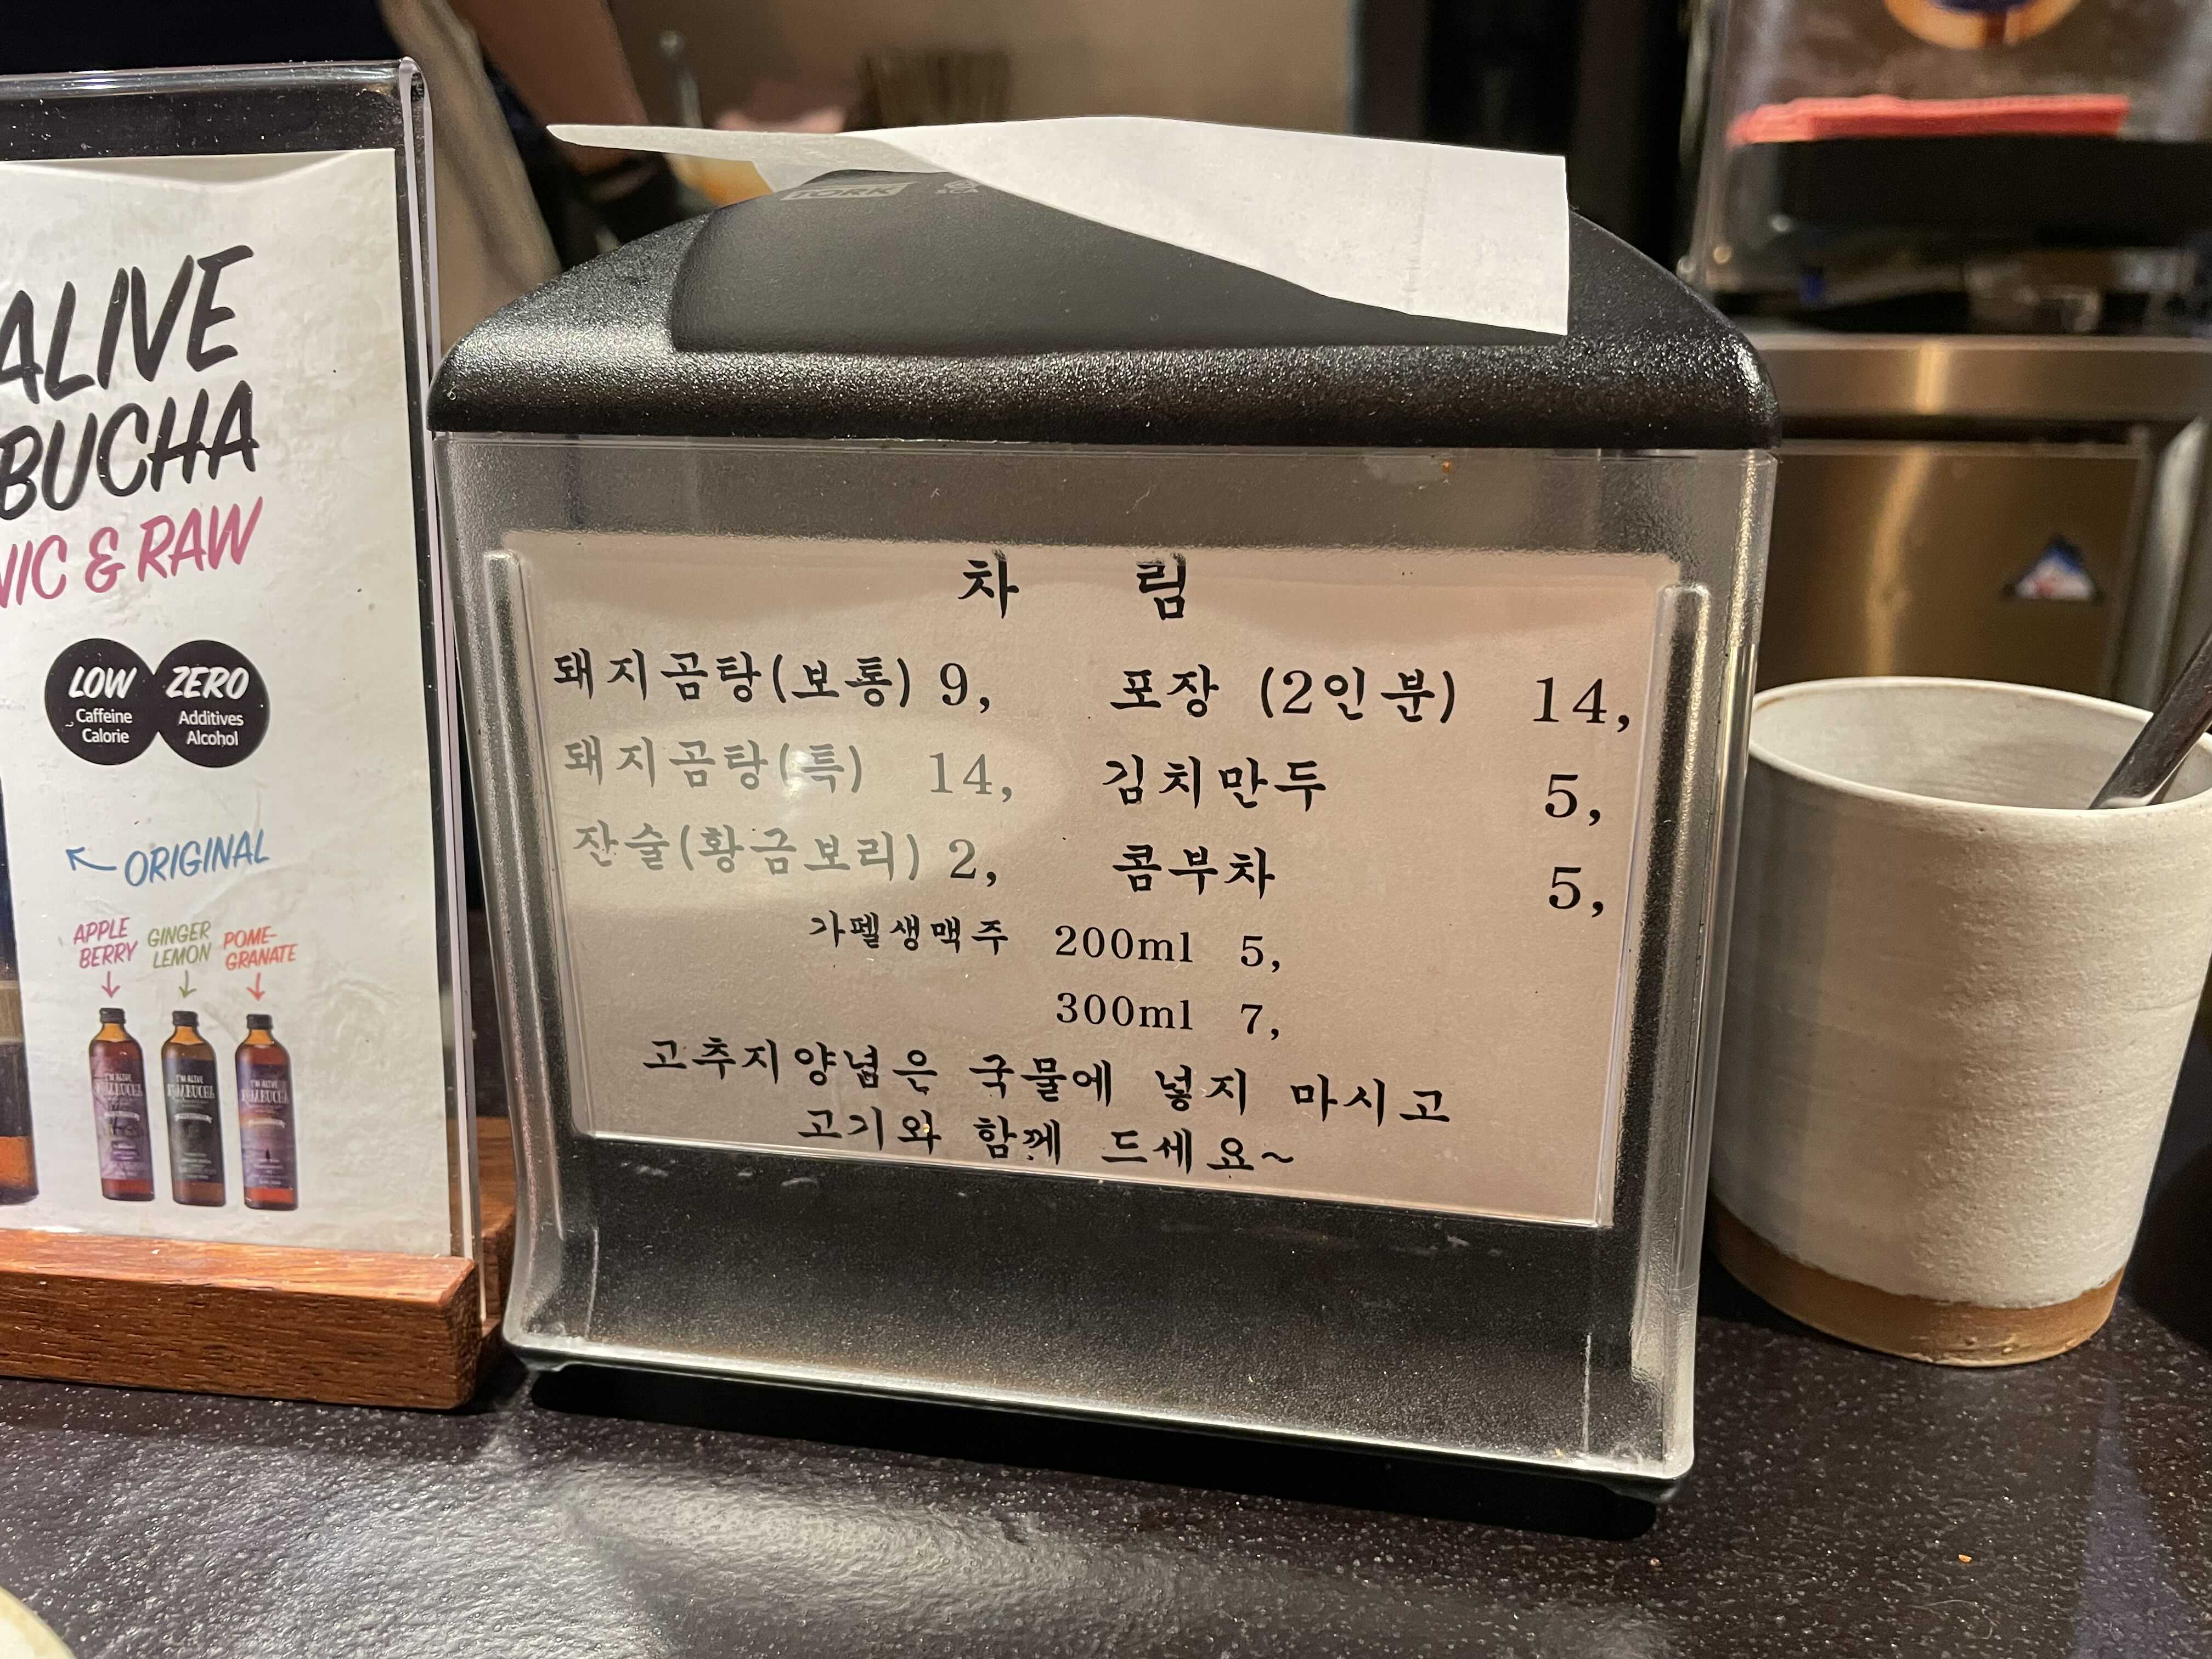 ALIVE
BUCHA
NIC & RAW
LOW
Caffeine
Calorie
ZERO
Additives
Alcohol
ORIGINAL
APPLE
BERRY
GINGER
LEMON
POME-
GRANATE
TORK
차 림
돼지곰탕(보통) 9,
돼지곰탕(특) 14,
잔술(황금보리) 2,
포장 (2인분) 14,
김치만두 5,
콤부차 5,
가펠생맥주 200ml 5,
300ml 7,
고추지양념은 국물에 넣지 마시고
고기와 함께 드세요~